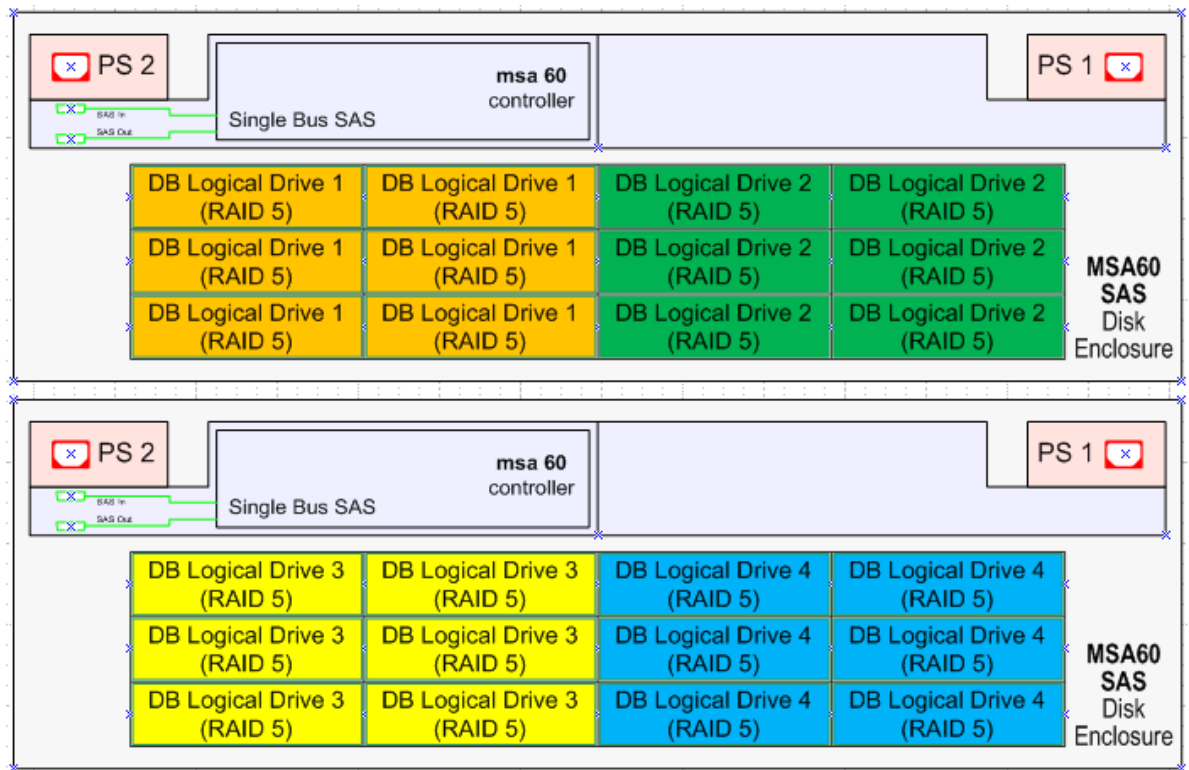 PS 2
msa 60
controller
PS 1
SAS In
Single Bus SAS
SAS Out
DB Logical Drive 1 DB Logical Drive 1 DB Logical Drive 2 DB Logical Drive 2
(RAID 5) (RAID 5) (RAID 5) (RAID 5)
DB Logical Drive 1 DB Logical Drive 1 DB Logical Drive 2 DB Logical Drive 2
(RAID 5) (RAID 5) (RAID 5) (RAID 5)
DB Logical Drive 1 DB Logical Drive 1 DB Logical Drive 2 DB Logical Drive 2
(RAID 5) (RAID 5) (RAID 5) (RAID 5)
MSA60
SAS
Disk
Enclosure
PS 2
msa 60
controller
PS 1
SAS In
Single Bus SAS
SAS Out
DB Logical Drive 3 DB Logical Drive 3 DB Logical Drive 4 DB Logical Drive 4
(RAID 5) (RAID 5) (RAID 5) (RAID 5)
DB Logical Drive 3 DB Logical Drive 3 DB Logical Drive 4 DB Logical Drive 4
(RAID 5) (RAID 5) (RAID 5) (RAID 5)
DB Logical Drive 3 DB Logical Drive 3 DB Logical Drive 4 DB Logical Drive 4
(RAID 5) (RAID 5) (RAID 5) (RAID 5)
MSA60
SAS
Disk
Enclosure